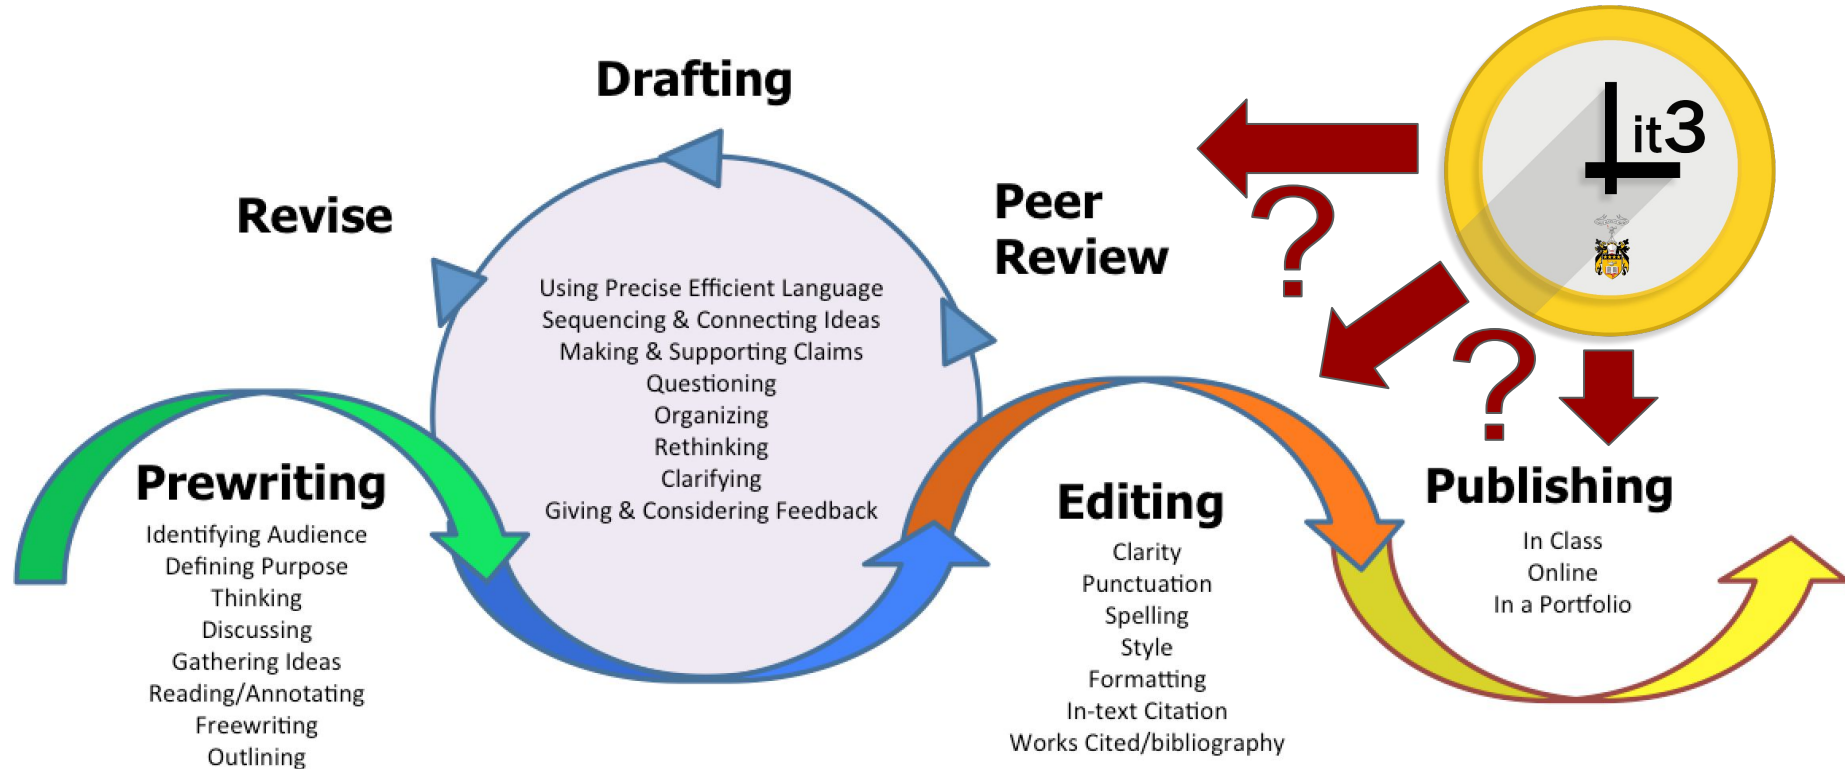 Drafting
Revise
Peer
Review
Lit3
?
?
Using Precise Efficient Language
Sequencing & Connecting Ideas
Making & Supporting Claims
Questioning
Organizing
Rethinking
Clarifying
Giving & Considering Feedback
Prewriting
Identifying Audience
Defining Purpose
Thinking
Discussing
Gathering Ideas
Reading/Annotating
Freewriting
Outlining
Editing
Clarity
Punctuation
Spelling
Style
Formatting
In-text Citation
Works Cited/bibliography
Publishing
In Class
Online
In a Portfolio